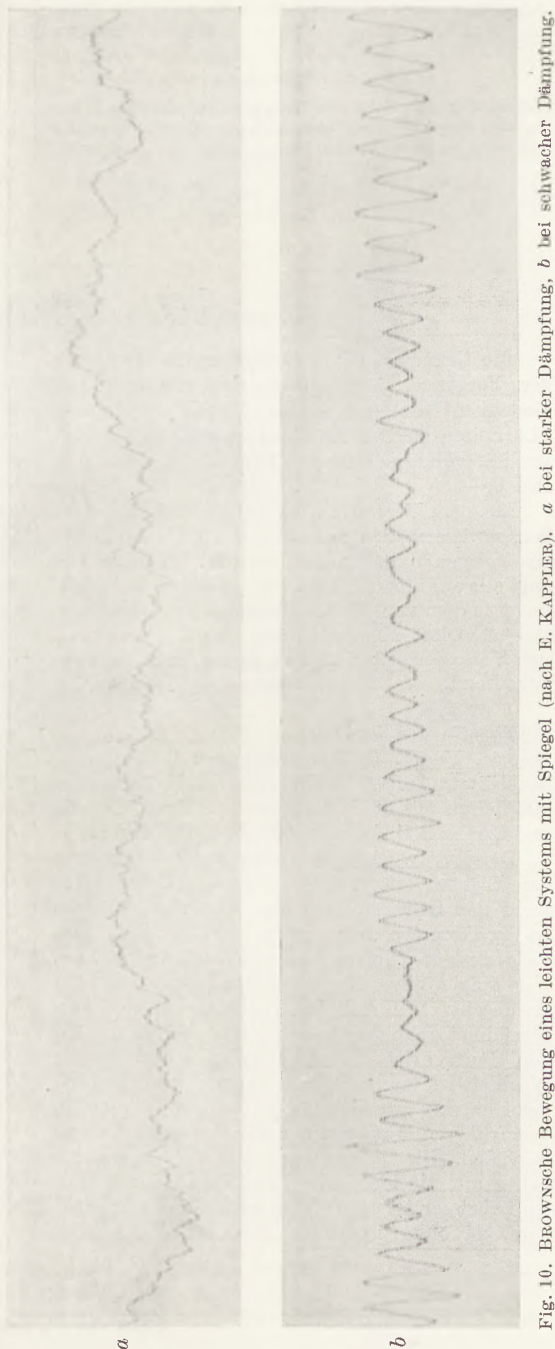 a
b
Fig. 10. BROWNsche Bewegung eines leichten Systems mit Spiegel (nach E. KAPPLER). a bei starker Dämpfung, b bei schwacher Dämpfung.